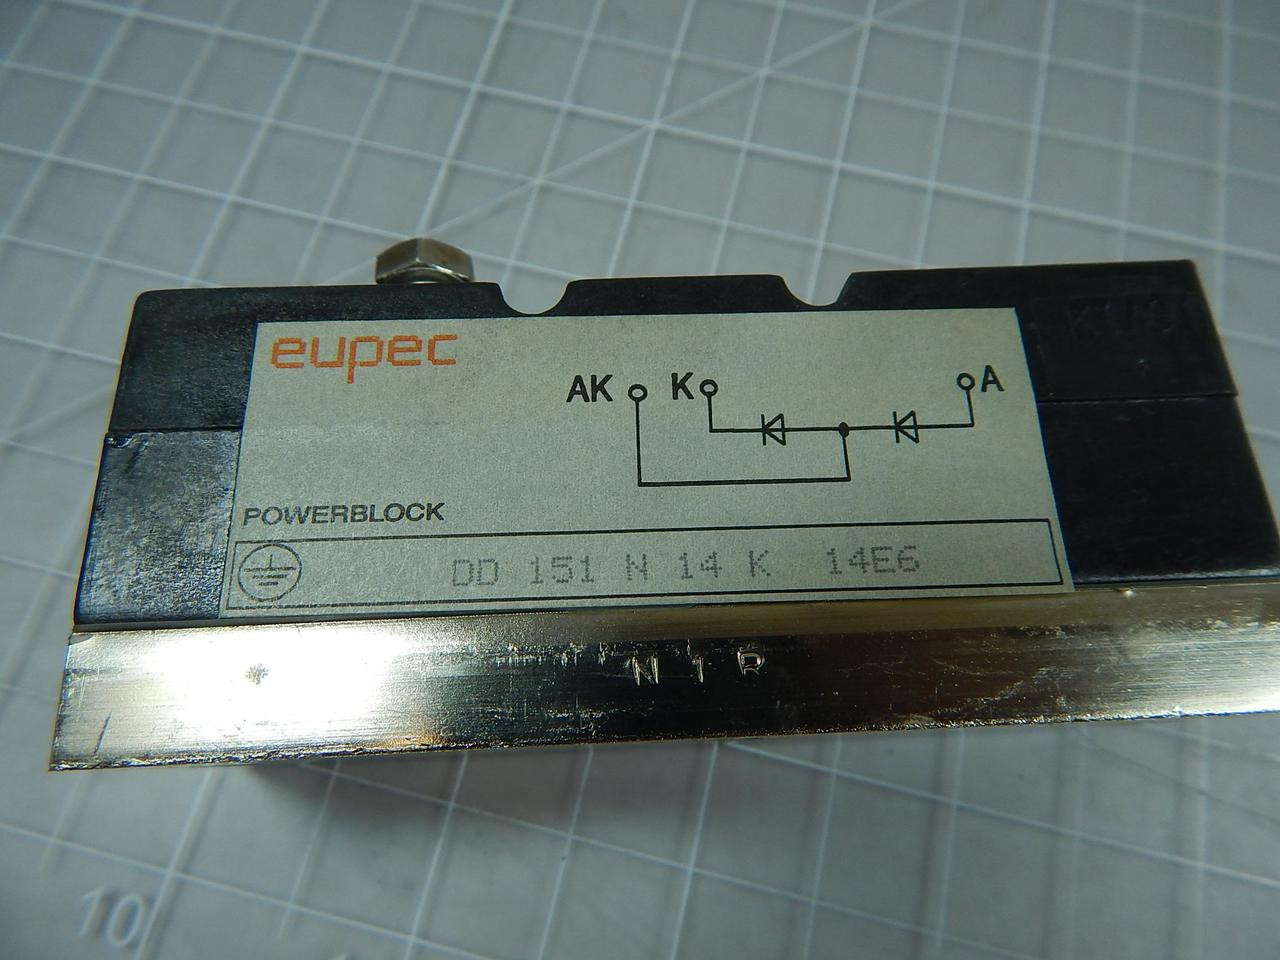 eupec
AK K A
POWERBLOCK
DD 151 N 14 K 14E6
N 1 R
10